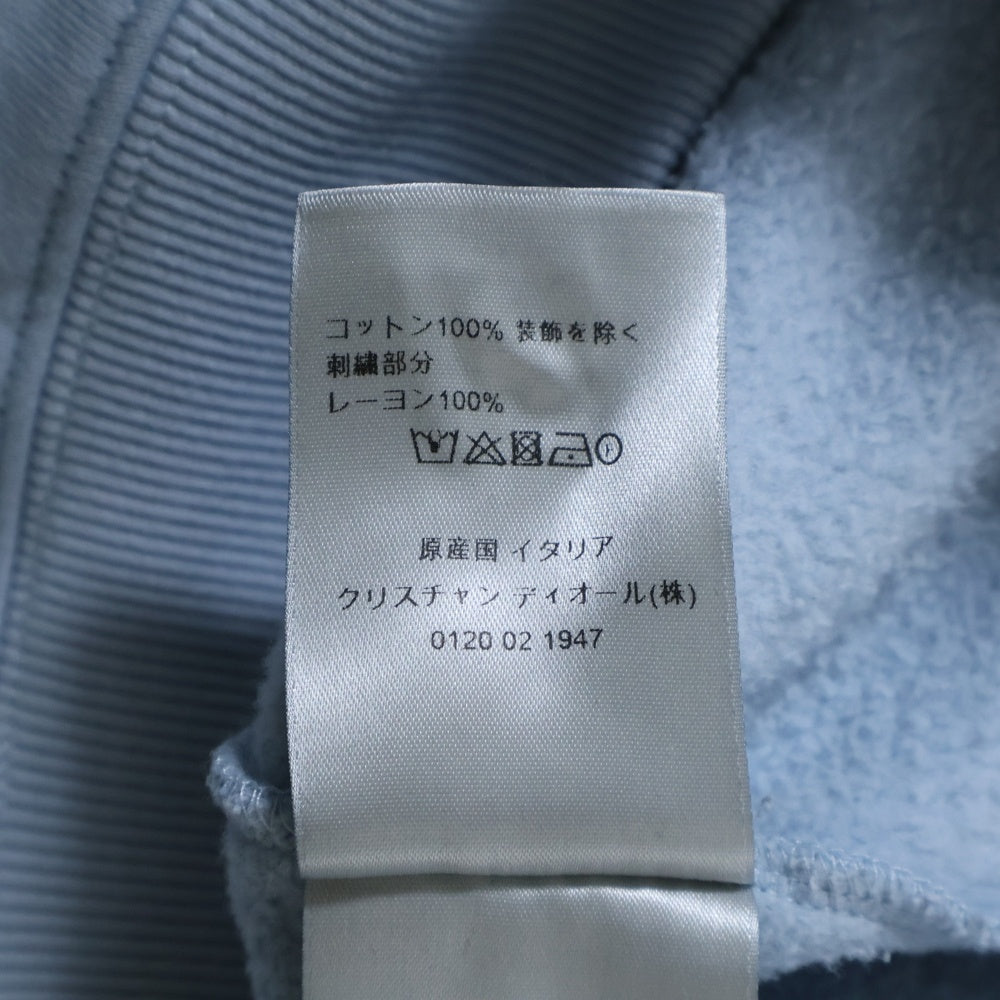 コットン100% 装飾を除く
刺繍部分
レーヨン100%
原産国 イタリア
クリスチャン ディオール(株)
0120 02 1947